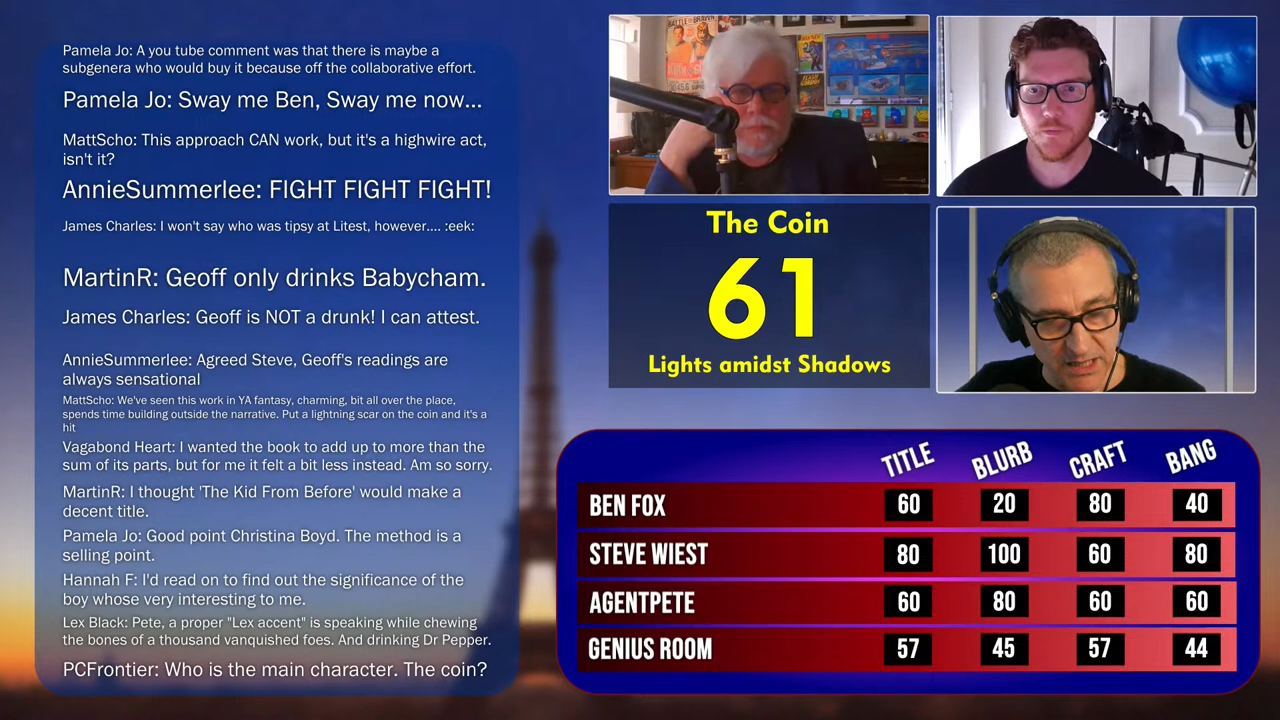 Pamela Jo: A you tube comment was that there is maybe a
subgenera who would buy it because off the collaborative effort.
Pamela Jo: Sway me Ben, Sway me now...
MattScho: This approach CAN work, but it's a highwire act,
isn't it?
AnnieSummerlee: FIGHT FIGHT FIGHT!
James Charles: I won't say who was tipsy at Litest, however.... :eek:
MartinR: Geoff only drinks Babycham.
James Charles: Geoff is NOT a drunk! I can attest.
AnnieSummerlee: Agreed Steve, Geoff's readings are
always sensational
MattScho: We've seen this work in YA fantasy, charming, bit all over the place,
spends time building outside the narrative. Put a lightning scar on the coin and it's a
hit
Vagabond Heart: I wanted the book to add up to more than the
sum of its parts, but for me it felt a bit less instead. Am so sorry.
MartinR: I thought 'The Kid From Before' would make a
decent title.
Pamela Jo: Good point Christina Boyd. The method is a
selling point.
Hannah F: I'd read on to find out the significance of the
boy whose very interesting to me.
Lex Black: Pete, a proper "Lex accent" is speaking while chewing
the bones of a thousand vanquished foes. And drinking Dr Pepper.
PCFrontier: Who is the main character. The coin?
The Coin
61
Lights amidst Shadows
TITLE BLURB CRAFT BANG
BEN FOX 60 20 80 40
STEVE WIEST 80 100 60 80
AGENTPETE 60 80 60 60
GENIUS ROOM 57 45 57 44